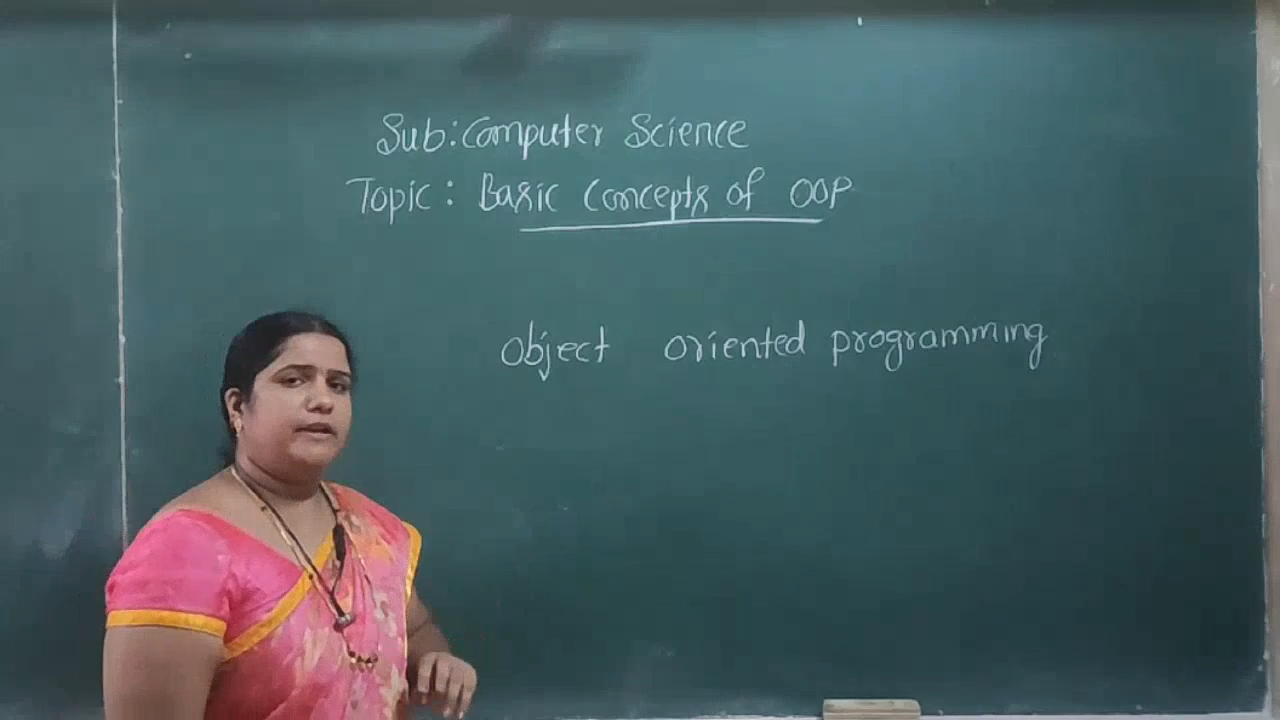 Sub: Computer Science
Topic: Basic Concepts of OOP
Object oriented programming